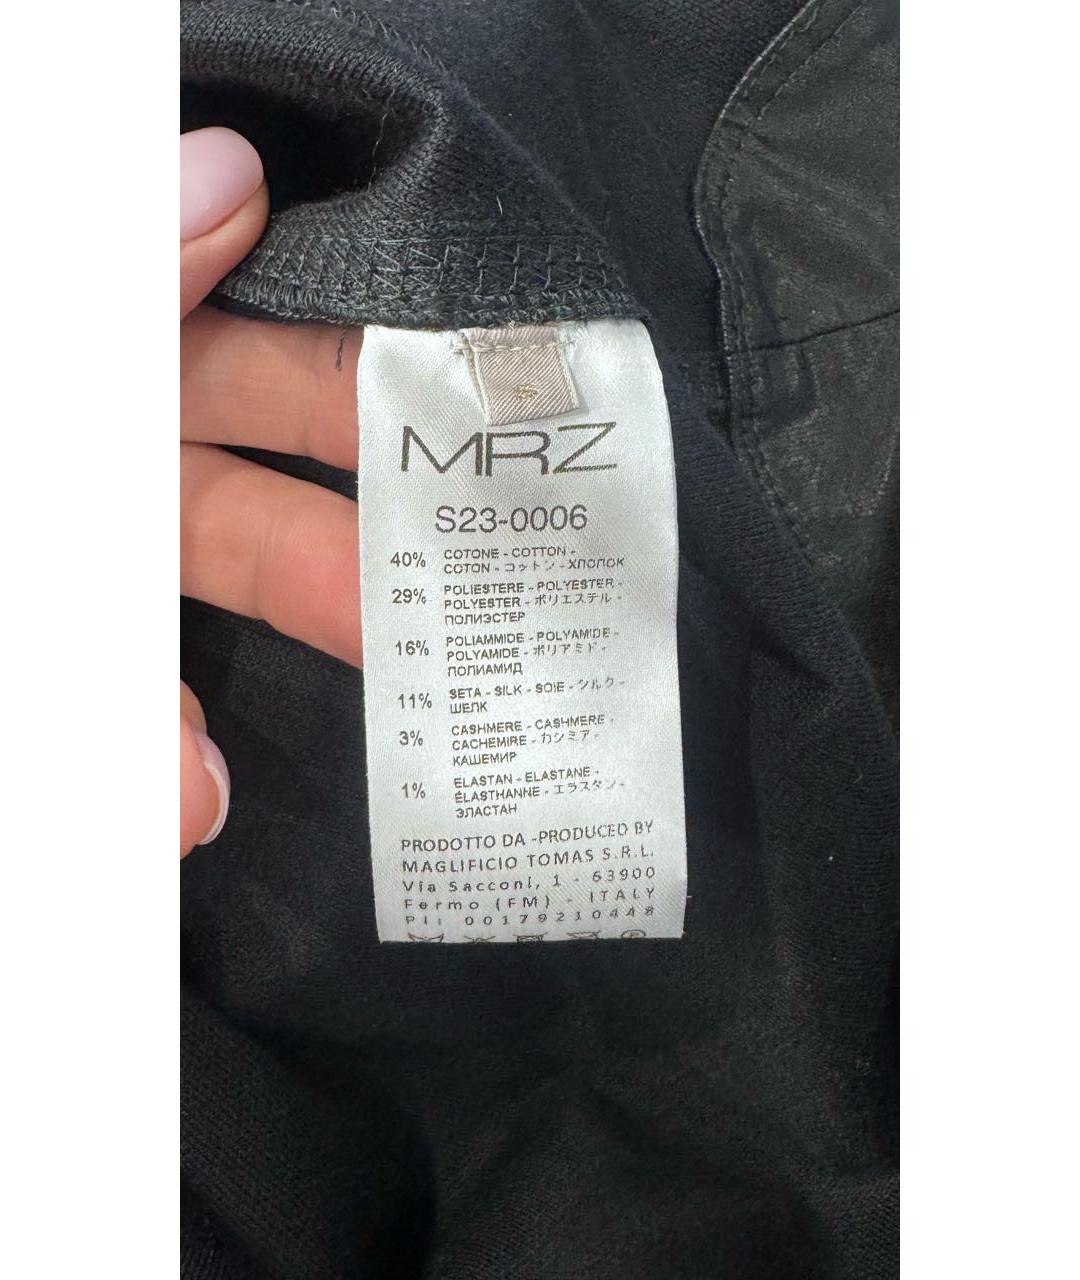 MRZ
S23-0006
40% COTONE - COTTON -
COTON - コットン - ХЛОПОК
29% POLIESTERE - POLYESTER -
POLYESTER - ポリエステル -
ПОЛИЭСТЕР
16% POLIAMMIDE - POLYAMIDE -
POLYAMIDE - ポリアミド -
ПОЛИАМИД
11% SETA - SILK - SOIE - シルク -
ШЕЛК
3% CASHMERE - CASHMERE -
CACHEMIRE - カシミア -
КАШЕМИР
1% ELASTAN - ELASTANE -
ÉLASTHANNE - エラスタン -
ЭЛАСТАН
PRODOTTO DA -PRODUCED BY
MAGLIFICIO TOMAS S.R.L.
Via Sacconi, 1 - 63900
Fermo (FM) - ITALY
PI: 00179210448